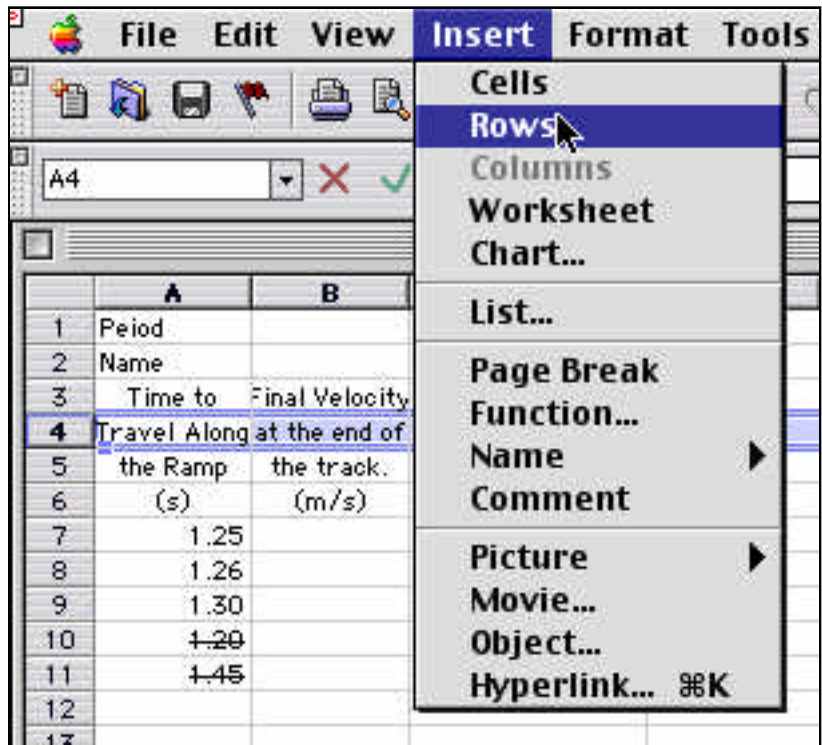 File Edit View Insert Format Tools
Cells
Rows
Columns
Worksheet
Chart...
List...
Page Break
Function...
Name
Comment
Picture
Movie...
Object...
Hyperlink... ⌘K
A4
A B
1 Peiod
2 Name
3 Time to Final Velocity
4 Travel Along at the end of
5 the Ramp the track.
6 (s) (m/s)
7 1.25
8 1.26
9 1.30
10 1.20
11 1.45
12
13